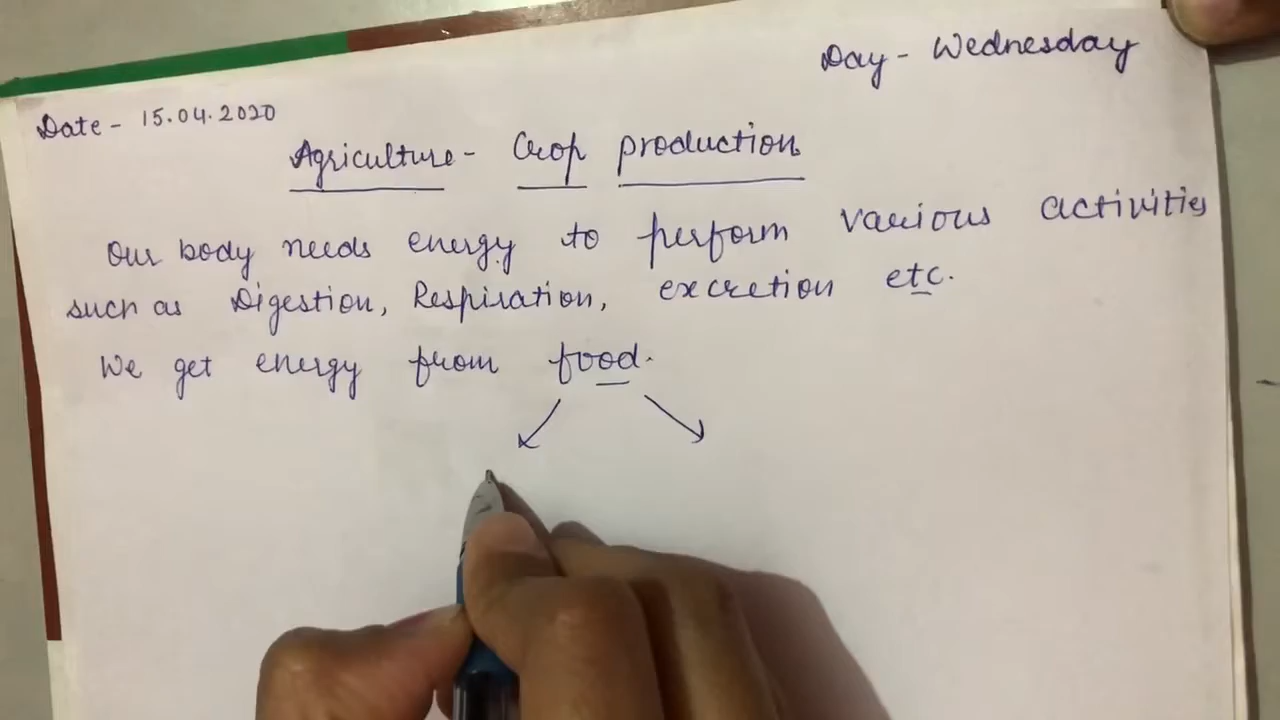 Day - Wednesday
Date - 15.04.2020
Agriculture - Crop production
Our body needs energy to perform various activities
such as Digestion, Respiration, excretion etc.
We get energy from food.